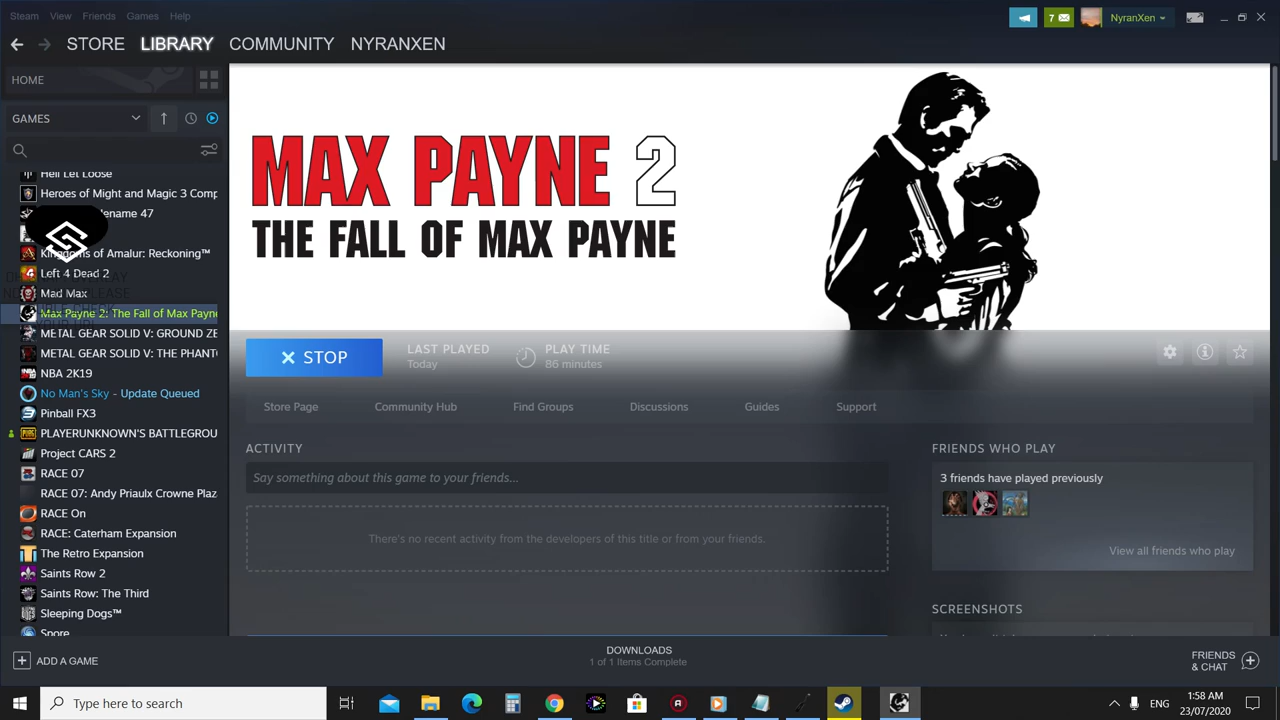 Steam View Friends Games Help
7
NyranXen
STORE LIBRARY COMMUNITY NYRANXEN
HOME
GAMES
Hell Let Loose
Heroes of Might and Magic 3 Comp
ename 47
Kingdoms of Amalur: Reckoning™
Left 4 Dead 2
Mad Max
Max Payne 2: The Fall of Max Payne
METAL GEAR SOLID V: GROUND ZE
METAL GEAR SOLID V: THE PHANT
NBA 2K19
No Man's Sky - Update Queued
Pinball FX3
PLAYERUNKNOWN'S BATTLEGROU
Project CARS 2
RACE 07
RACE 07: Andy Priaulx Crowne Plaz
RACE On
RACE: Caterham Expansion
The Retro Expansion
Saints Row 2
Saints Row: The Third
Sleeping Dogs™
Spore
MAX PAYNE 2
THE FALL OF MAX PAYNE
STOP
LAST PLAYED
Today
PLAY TIME
86 minutes
Store Page Community Hub Find Groups Discussions Guides Support
ACTIVITY
Say something about this game to your friends...
There's no recent activity from the developers of this title or from your friends.
FRIENDS WHO PLAY
3 friends have played previously
View all friends who play
SCREENSHOTS
ADD A GAME
DOWNLOADS
1 of 1 Items Complete
FRIENDS
& CHAT
Type here to search
ENG
1:58 AM
23/07/2020